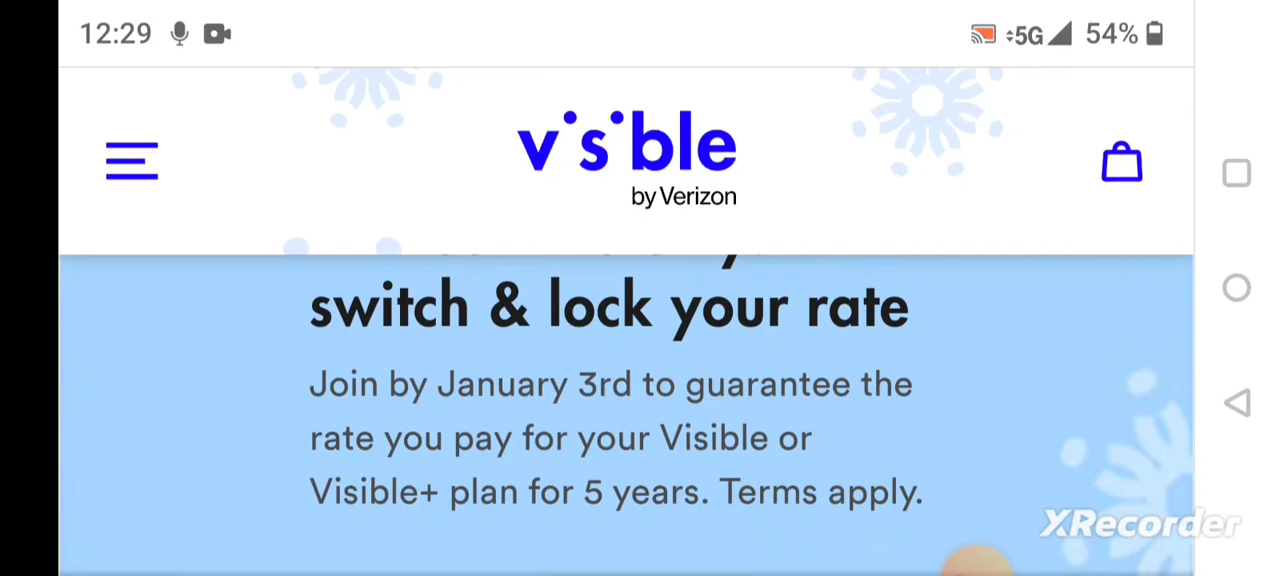 12:29
5G 54%
visible
by Verizon
switch & lock your rate
Join by January 3rd to guarantee the
rate you pay for your Visible or
Visible+ plan for 5 years. Terms apply.
XRecorder